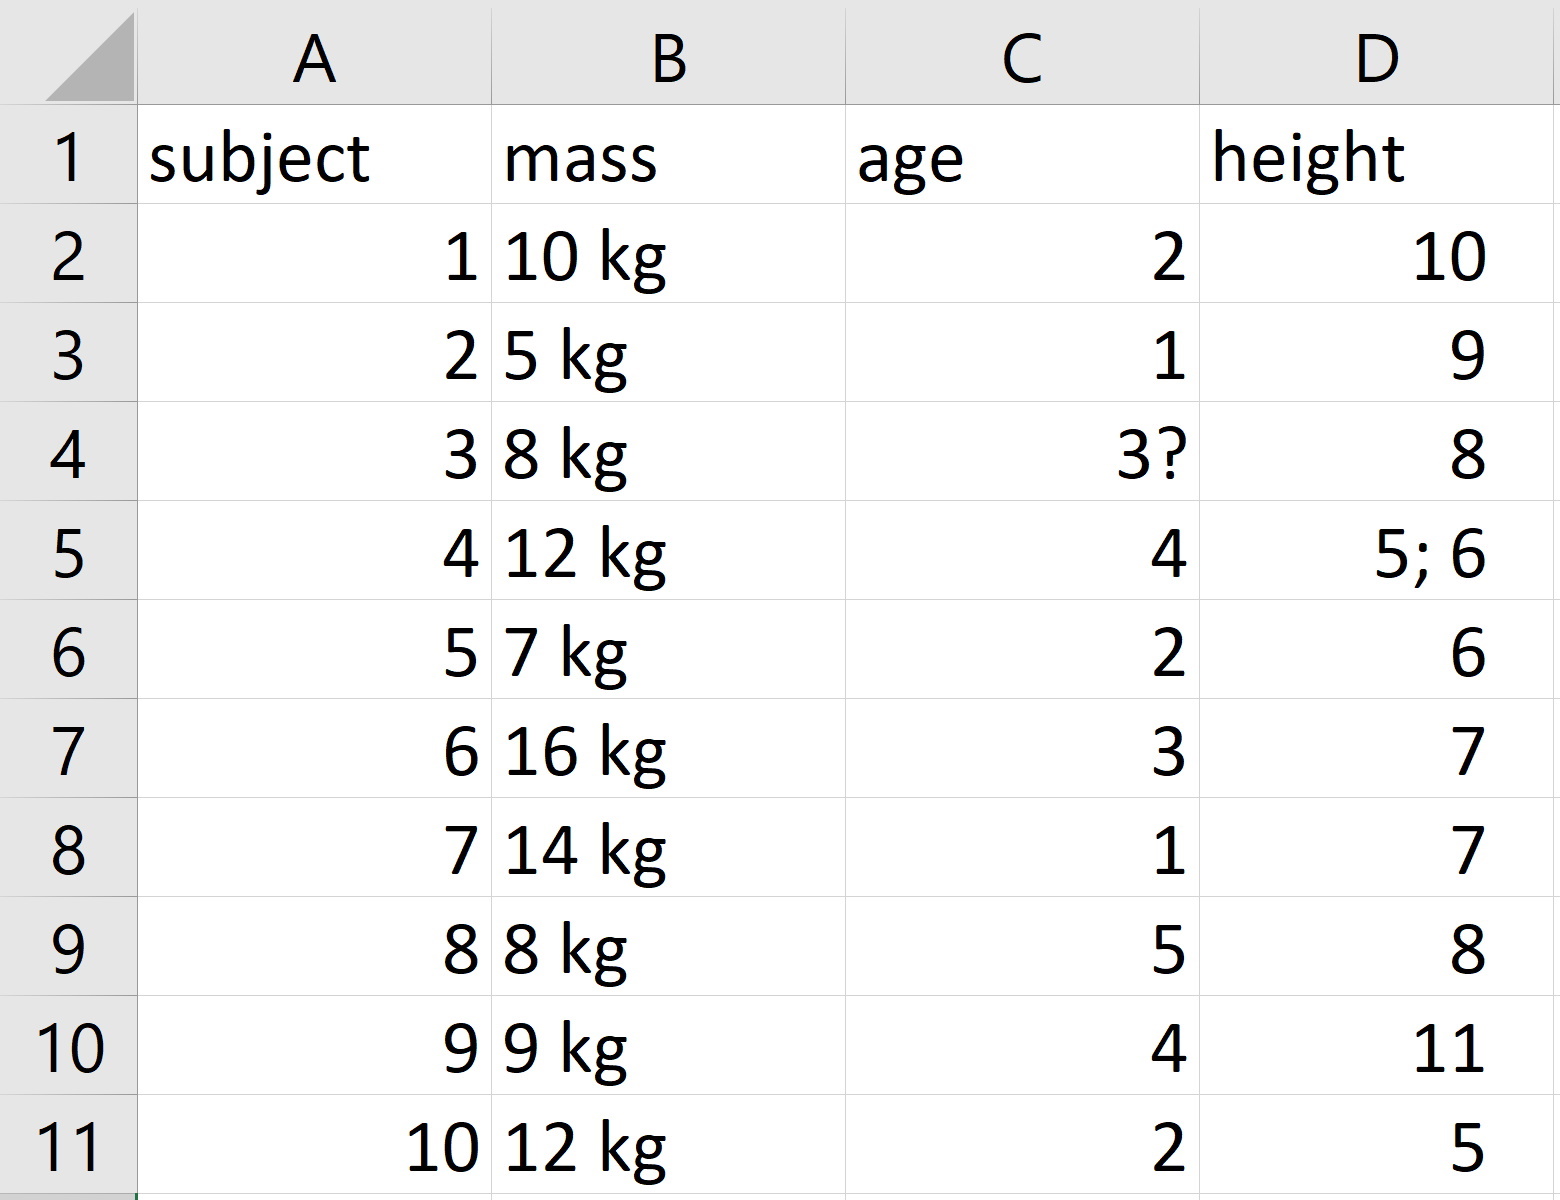 A B C D
1 subject mass age height
2 1 10 kg 2 10
3 2 5 kg 1 9
4 3 8 kg 3? 8
5 4 12 kg 4 5; 6
6 5 7 kg 2 6
7 6 16 kg 3 7
8 7 14 kg 1 7
9 8 8 kg 5 8
10 9 9 kg 4 11
11 10 12 kg 2 5